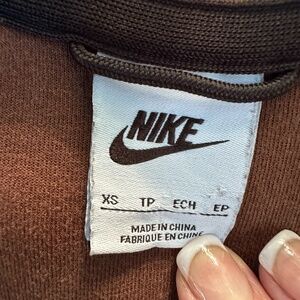 NIKE
XS TP ECH EP
MADE IN CHINA
FABRIQUÉ EN CHINE